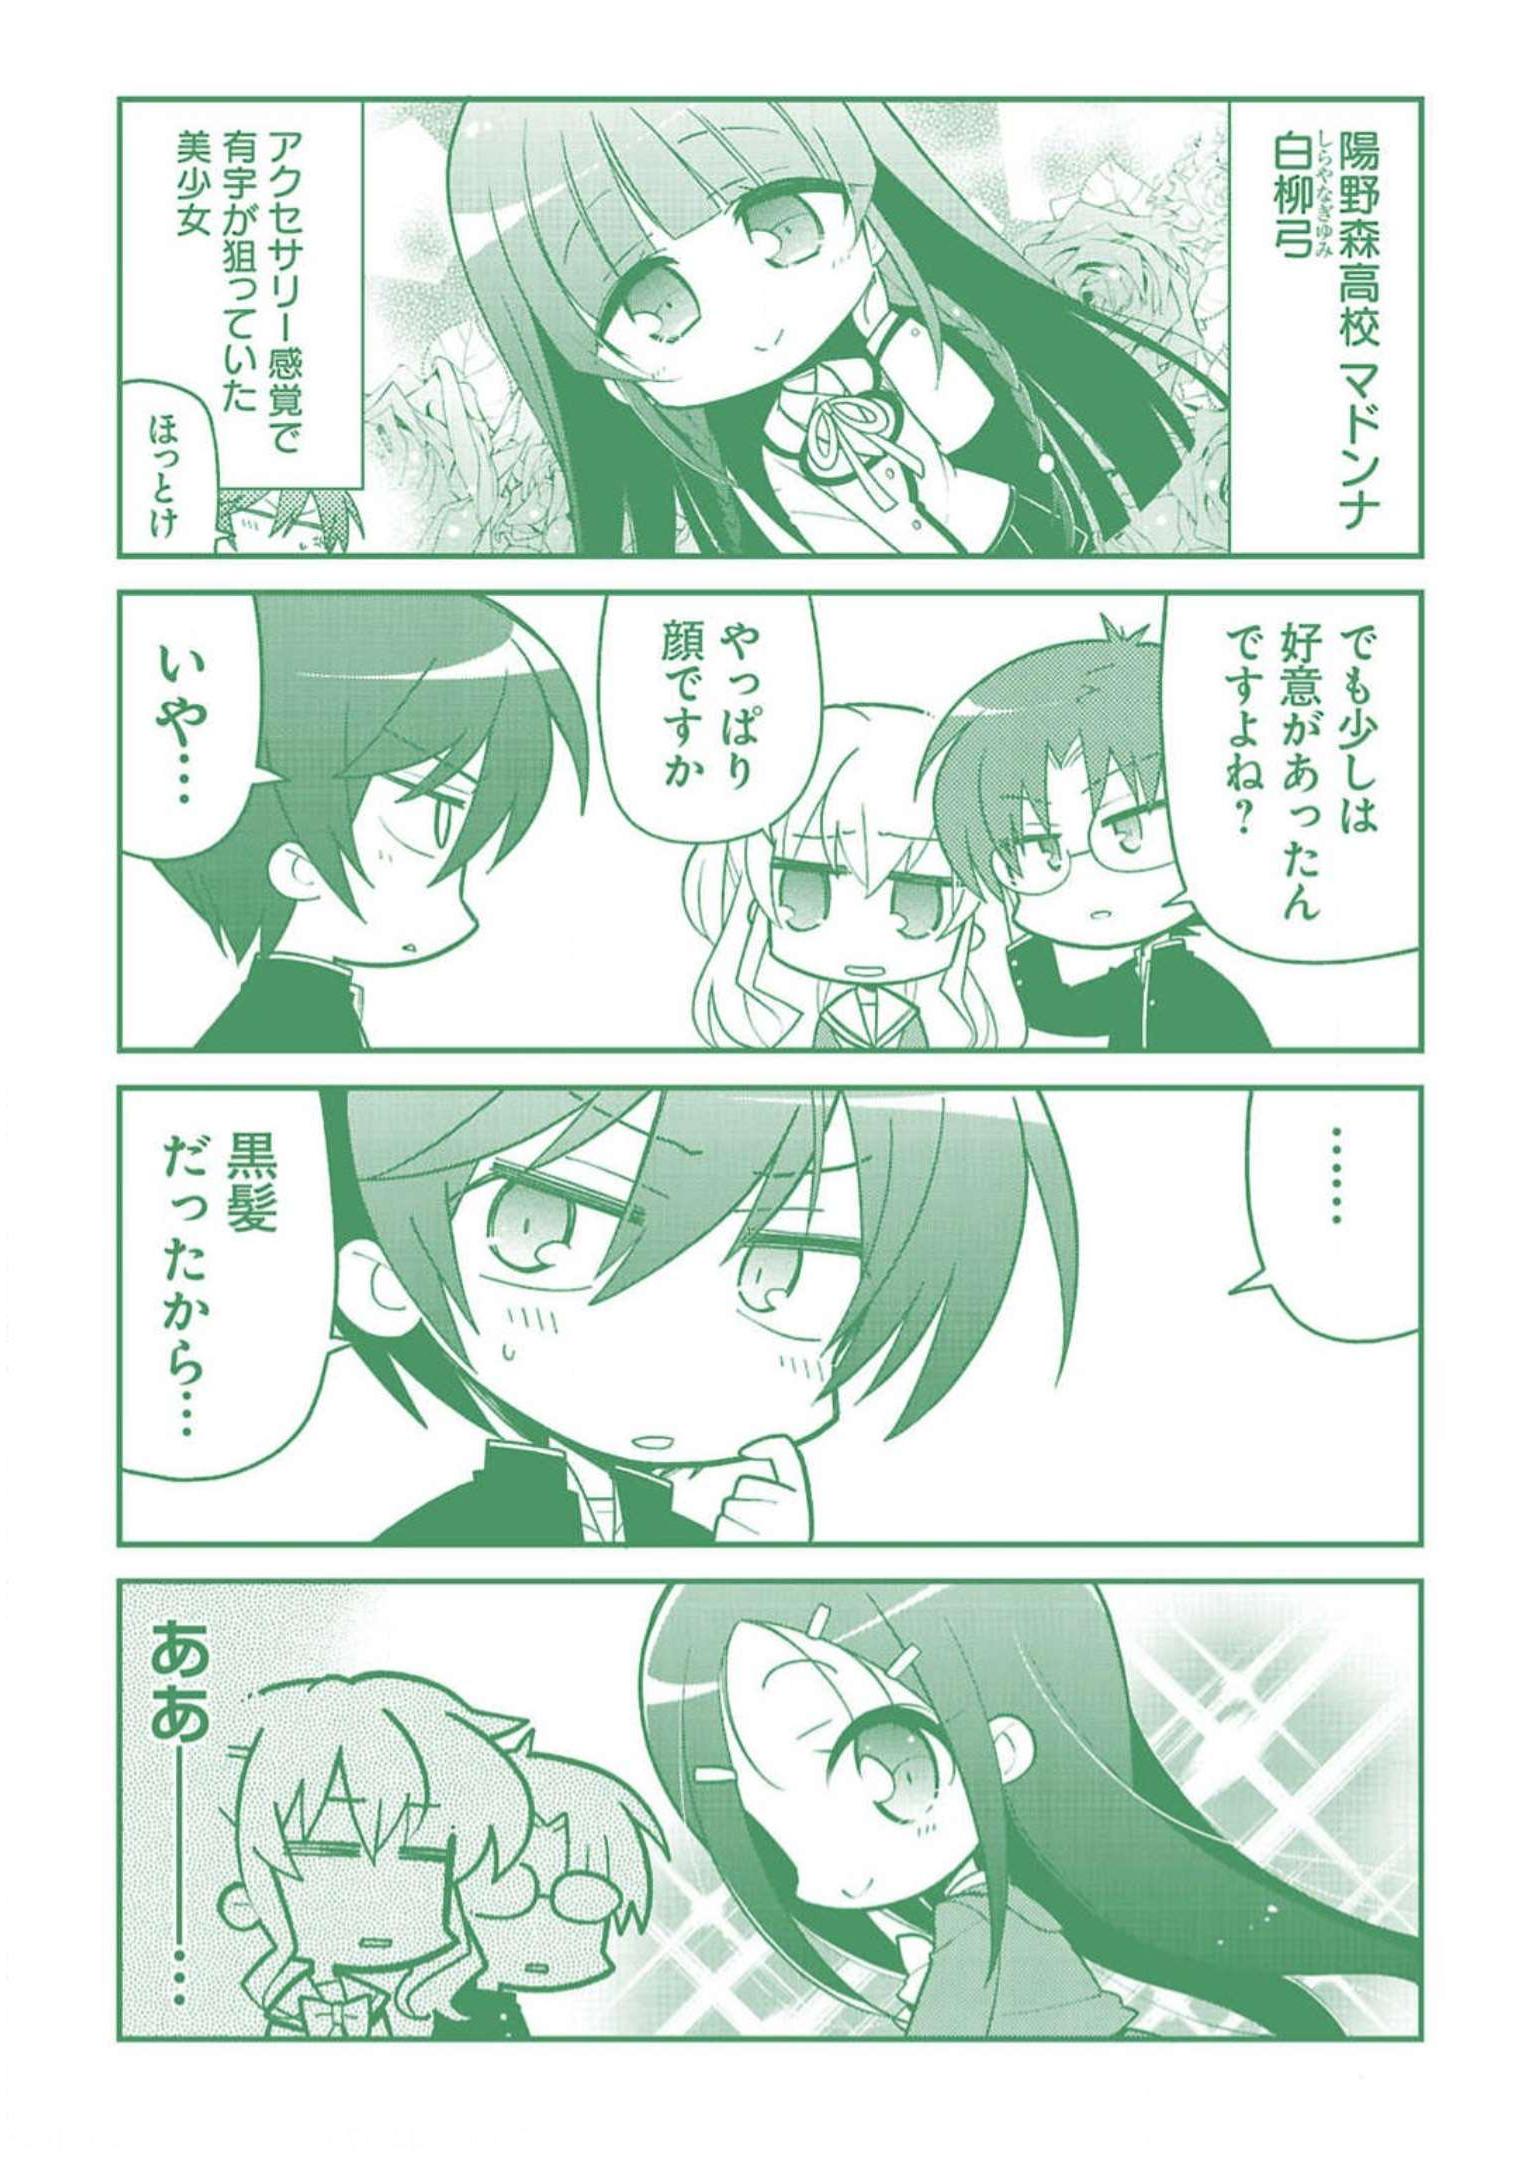 陽野森高校 マドンナ
白柳弓
しらやなぎゆみ
アクセサリー感覚で
有宇が狙っていた
美少女
ほっとけ
でも少しは
好意があったん
ですよね?
やっぱり
顔ですか
いや…
……
黒髪
だったから…
ああ――…